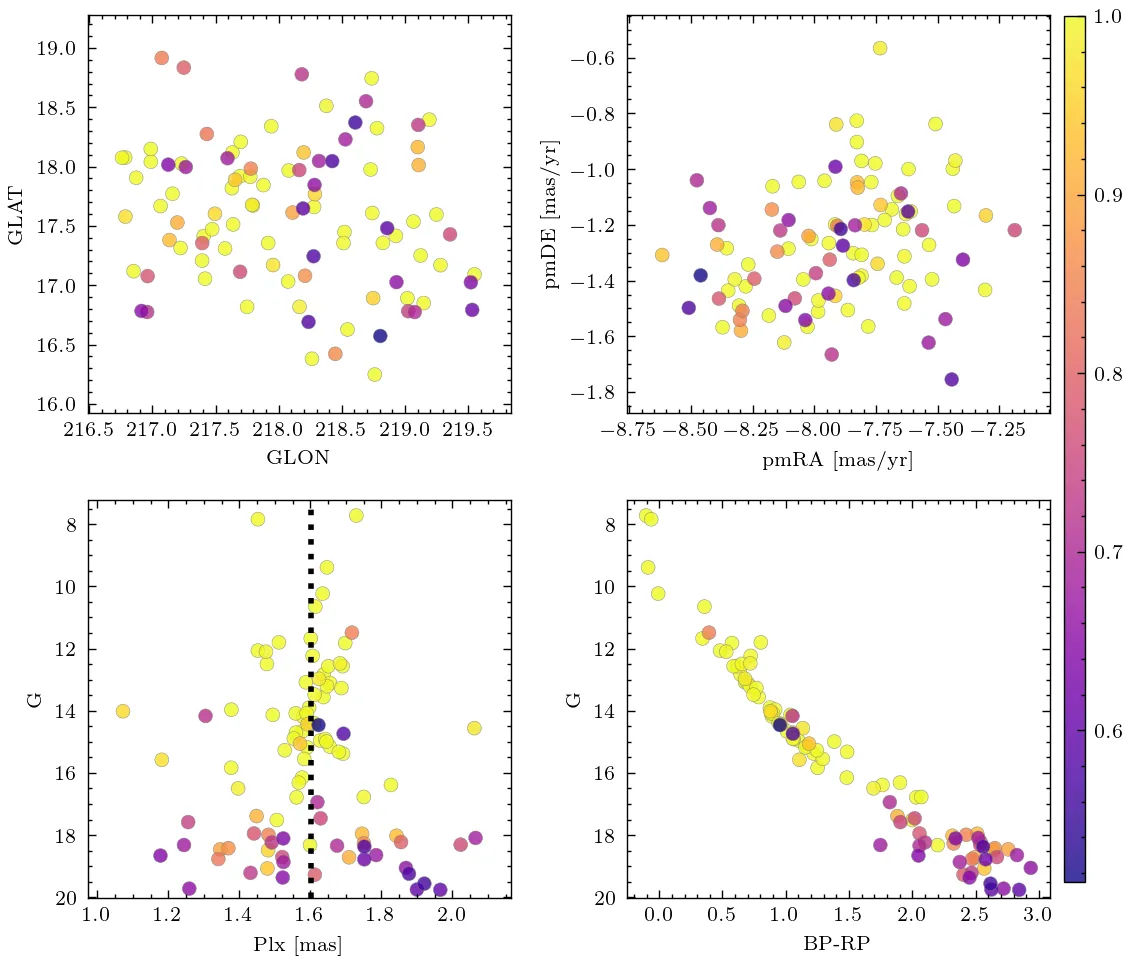 19.0
18.5
18.0
17.5
17.0
16.5
16.0
GLAT
216.5 217.0 217.5 218.0 218.5 219.0 219.5
GLON
−0.6
−0.8
−1.0
−1.2
−1.4
−1.6
−1.8
pmDE [mas/yr]
−8.75 −8.50 −8.25 −8.00 −7.75 −7.50 −7.25
pmRA [mas/yr]
1.0
0.9
0.8
0.7
0.6
8
10
12
14
16
18
20
G
1.0 1.2 1.4 1.6 1.8 2.0
Plx [mas]
8
10
12
14
16
18
20
G
0.0 0.5 1.0 1.5 2.0 2.5 3.0
BP-RP